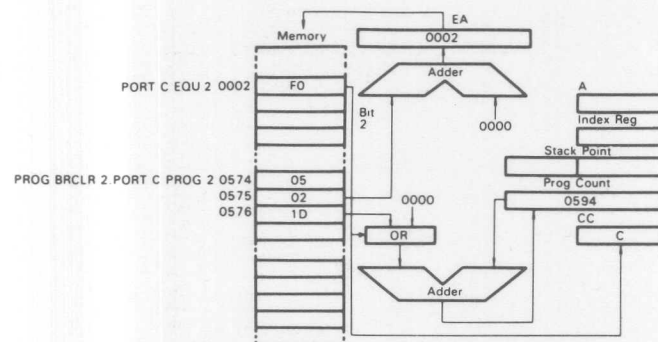 EA
Memory
0002
PORT C EQU 2 0002 F0
Adder
A
Bit
2
0000
Index Reg
Stack Point
PROG BRCLR 2 PORT C PROG 2 0574 05
Prog Count
0575 02
0000
0594
0576 1D
CC
OR
C
Adder